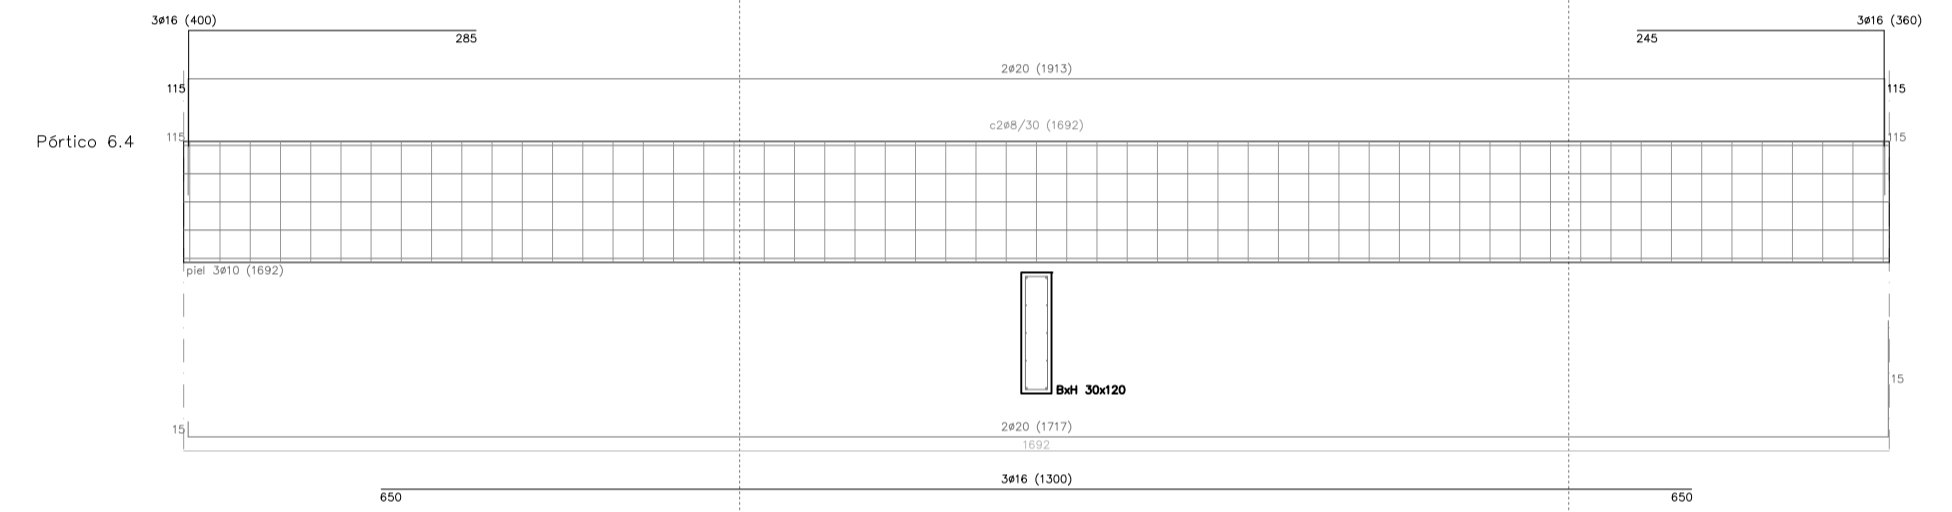 3ø16 (400)
3ø16 (360)
285
245
2ø20 (1913)
115
115
c2ø8/30 (1692)
Pórtico 6.4
115
115
piel 3ø10 (1692)
15
BxH 30x120
15
2ø20 (1717)
1692
3ø16 (1300)
650
650